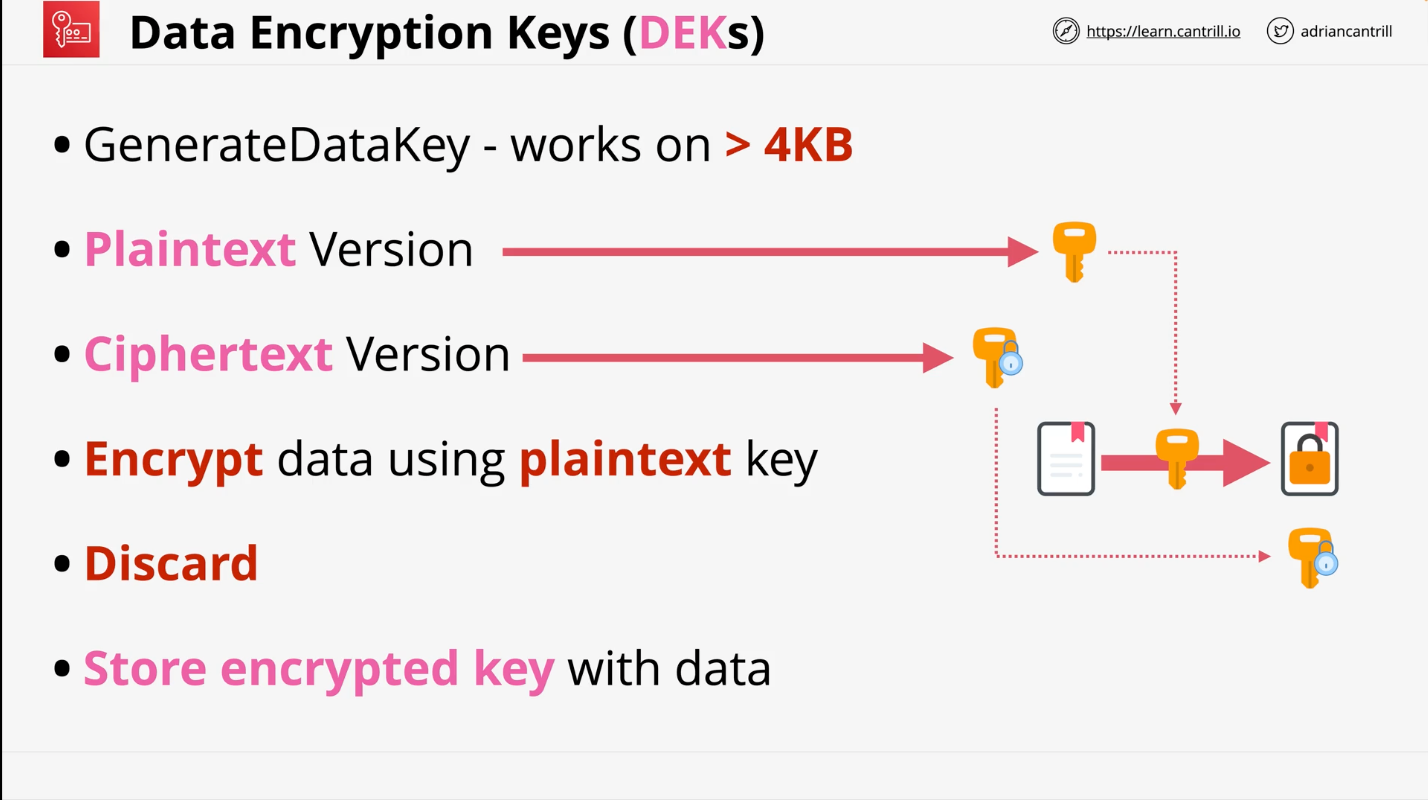 Data Encryption Keys (DEKs)
https://learn.cantrill.io
adriancantrill
• GenerateDataKey - works on > 4KB
• Plaintext Version
• Ciphertext Version
• Encrypt data using plaintext key
• Discard
• Store encrypted key with data